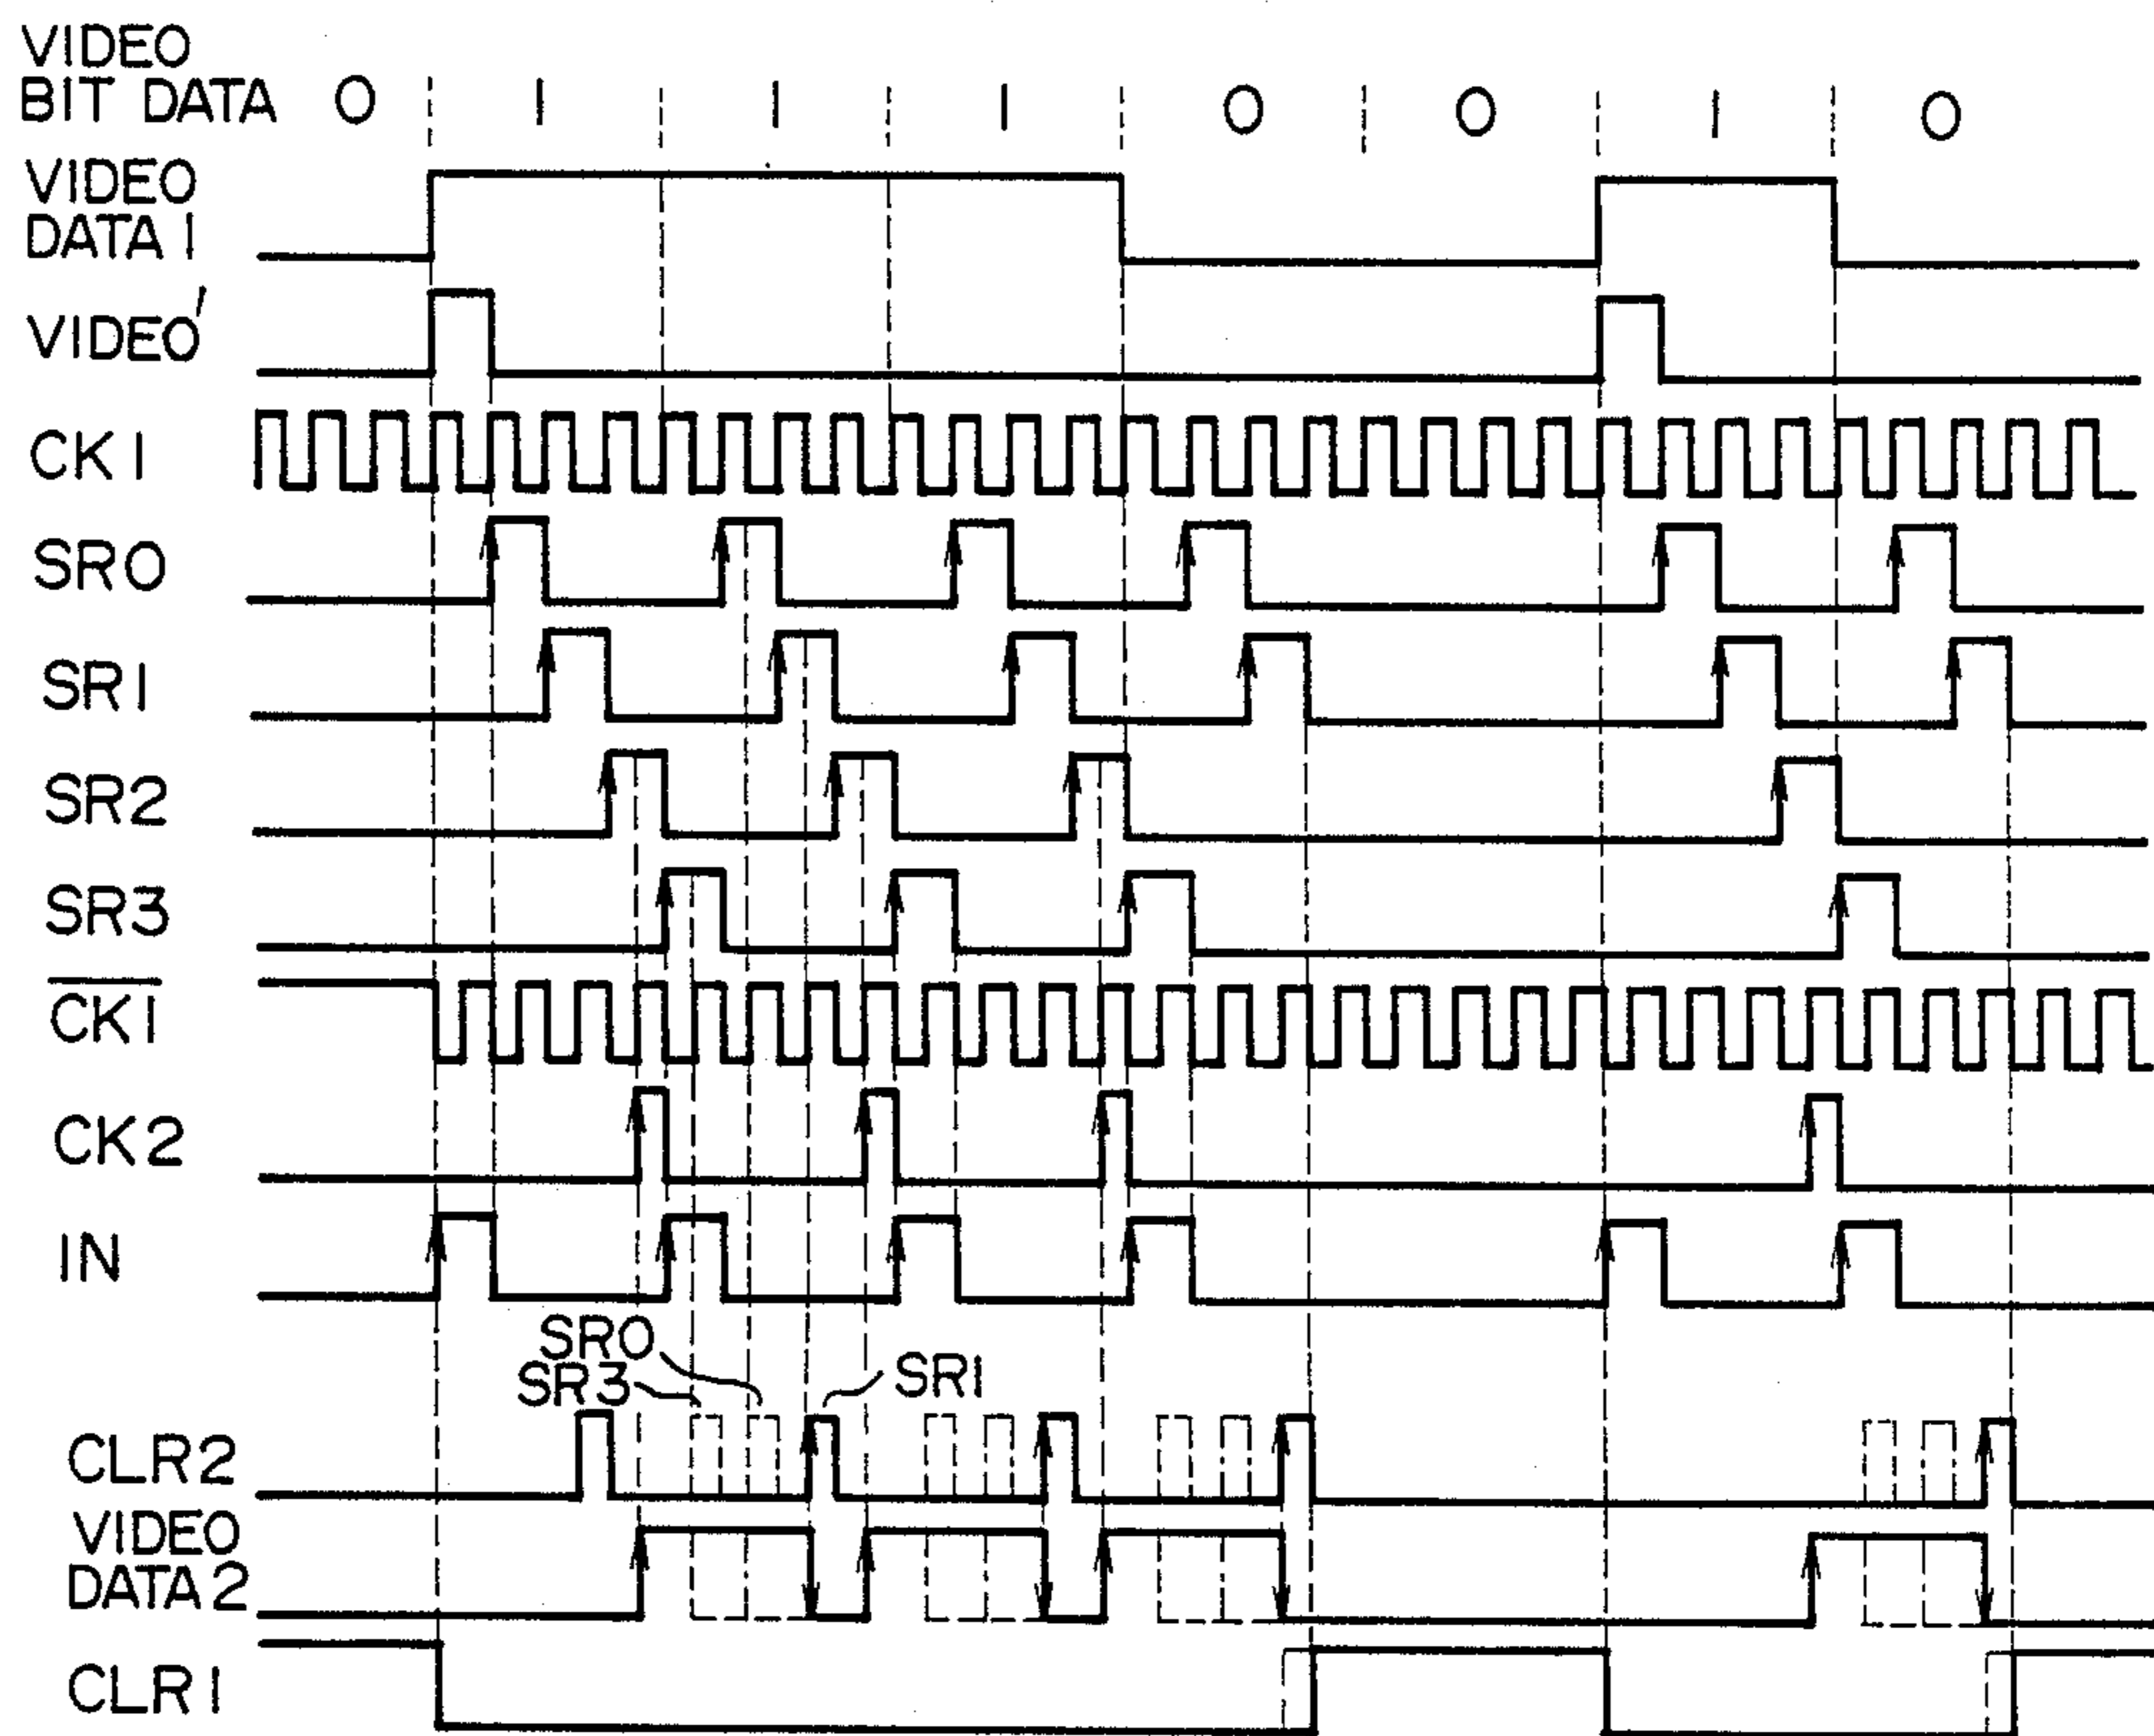 VIDEO
BIT DATA 0 1 1 1 0 0 1 0
VIDEO
DATA 1
VIDEO'
CK1
SR0
SR1
SR2
SR3
C̅K̅1̅
CK2
IN
SR0
SR3 SR1
CLR2
VIDEO
DATA 2
CLR1